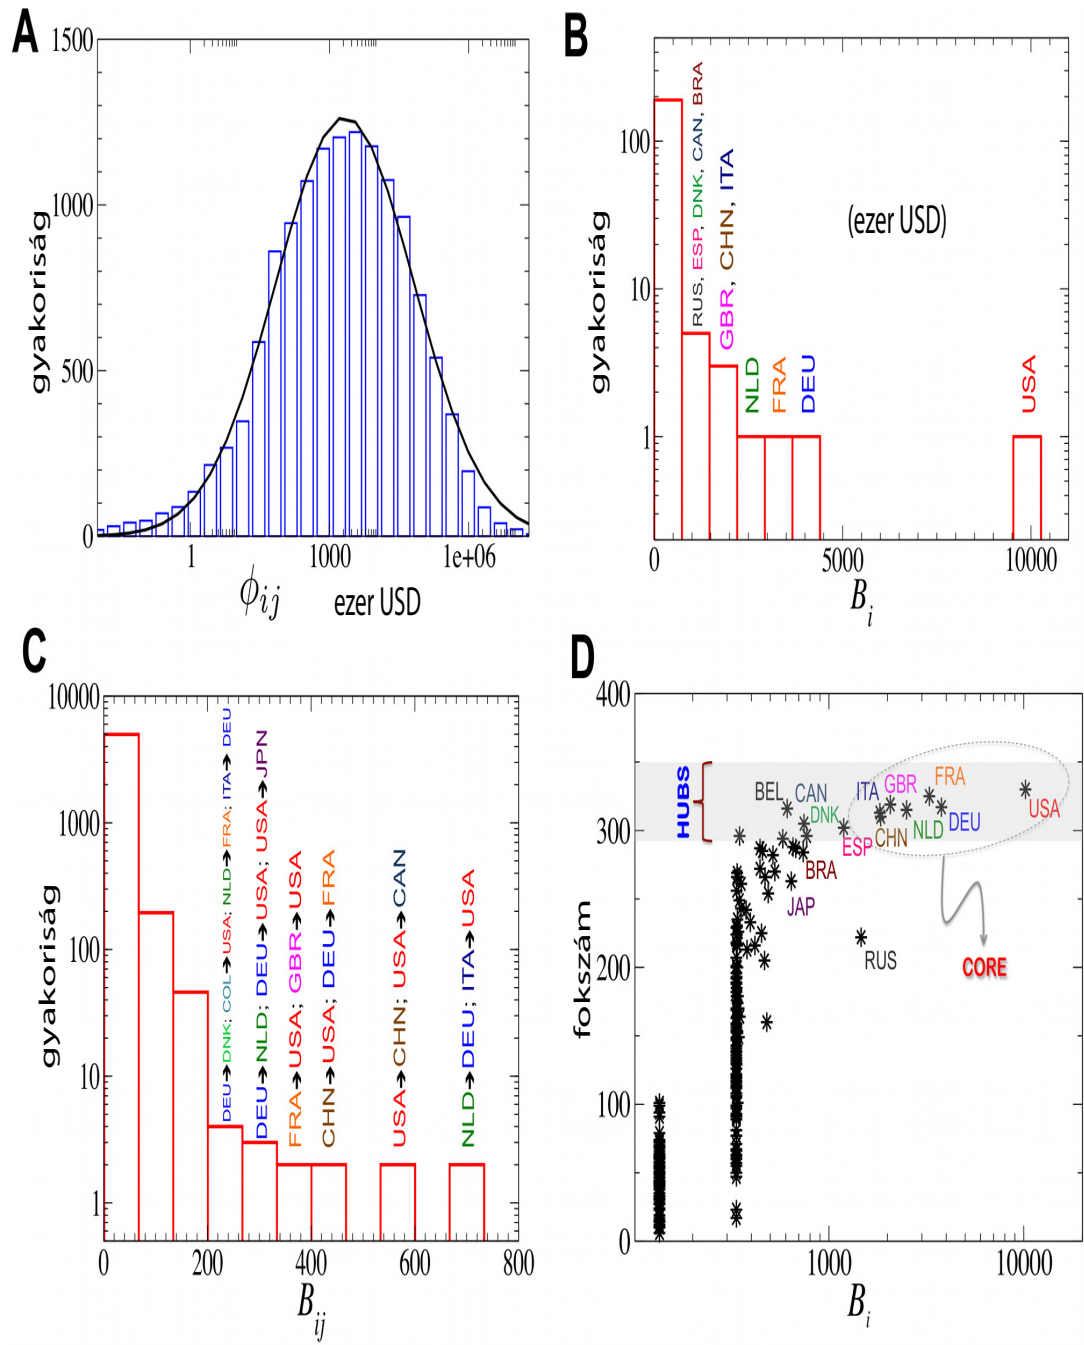 A
1500
1000
500
0
gyakoriság
1
1000
1e+06
ϕij
ezer USD
B
100
10
1
gyakoriság
RUS, ESP, DNK, CAN, BRA
GBR, CHN, ITA
NLD
FRA
DEU
USA
(ezer USD)
0
5000
10000
Bi
C
10000
1000
100
10
1
gyakoriság
DEU→DNK; COL→USA; NLD→FRA; ITA→DEU
DEU→NLD; DEU→USA; USA→JPN
FRA→USA; GBR→USA
CHN→USA; DEU→FRA
USA→CHN; USA→CAN
NLD→DEU; ITA→USA
0
200
400
600
800
Bij
D
400
300
200
100
0
fokszám
HUBS
BEL
CAN
DNK
ITA
GBR
FRA
USA
DEU
NLD
CHN
ESP
BRA
JAP
RUS
CORE
1000
10000
Bi